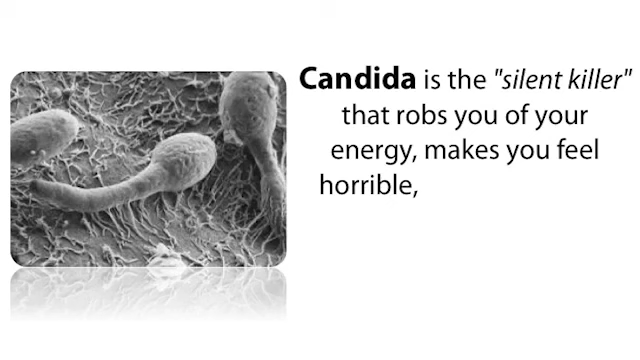 Candida is the "silent killer"
that robs you of your
energy, makes you feel
horrible,